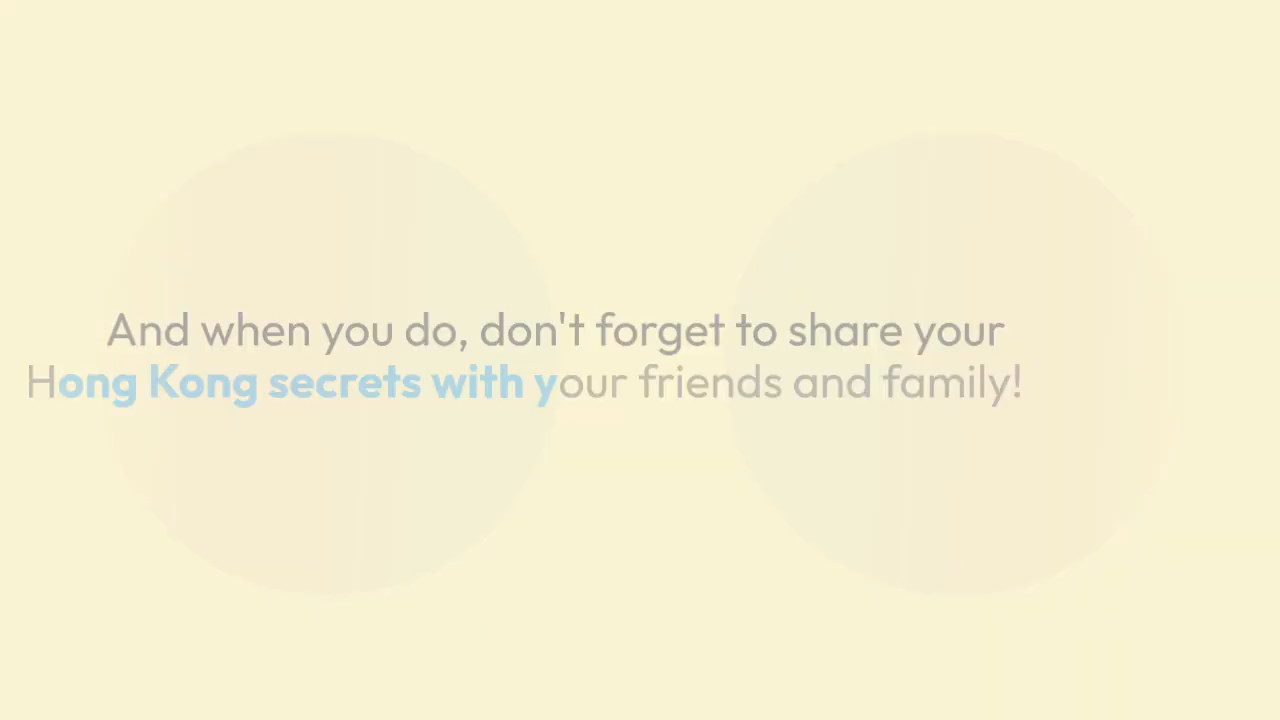 And when you do, don't forget to share your
Hong Kong secrets with your friends and family!